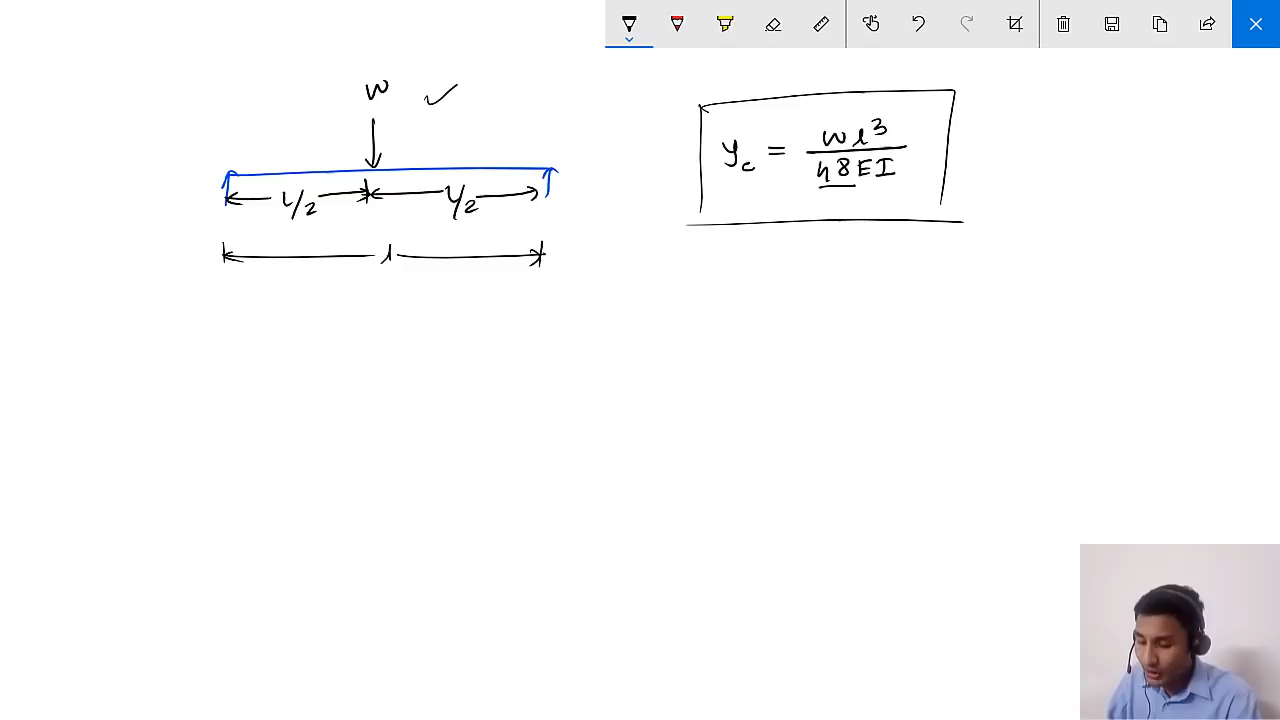 W ✓
l/2 l/2
l
y_c = wl³/48EI